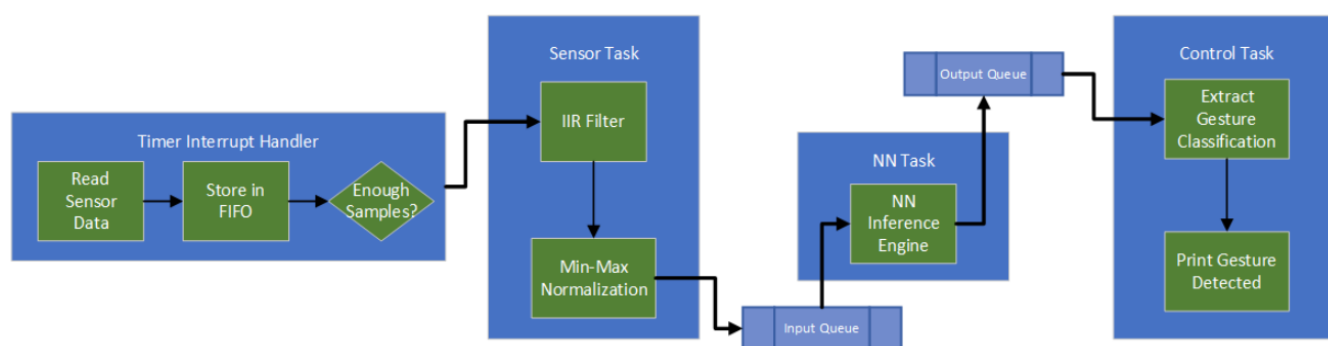 Timer Interrupt Handler
Read
Sensor
Data
Store in
FIFO
Enough
Samples?
Sensor Task
IIR Filter
Min-Max
Normalization
Input Queue
NN Task
NN
Inference
Engine
Output Queue
Control Task
Extract
Gesture
Classification
Print Gesture
Detected